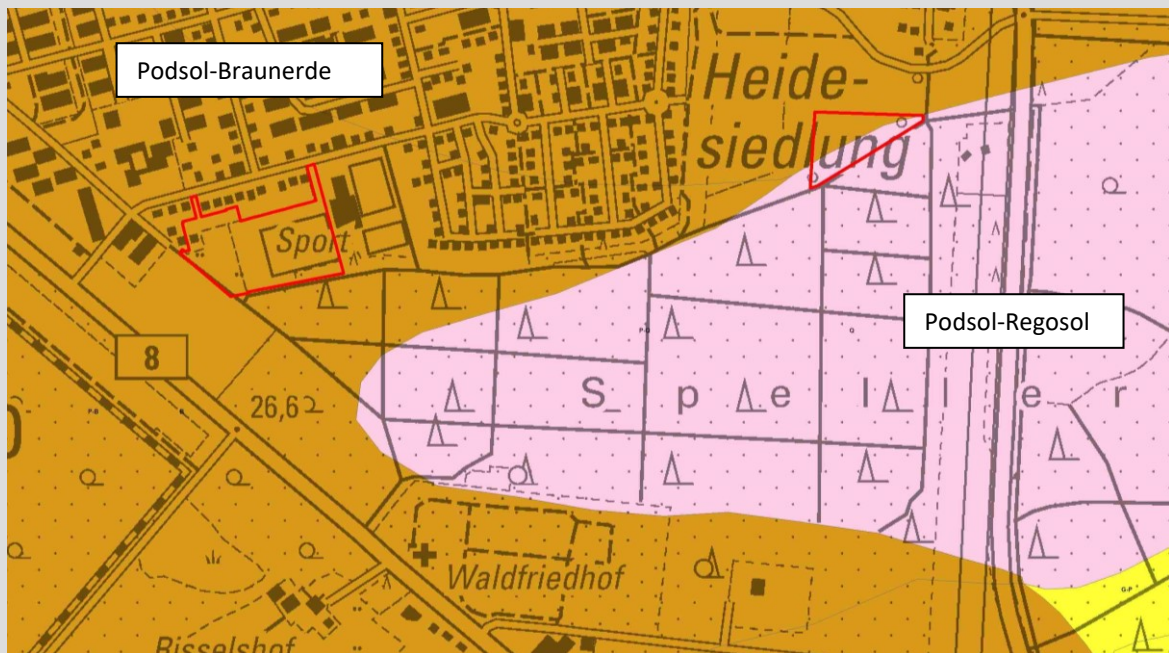 Podsol-Braunerde
Heide-
siedlung
Sport
Podsol-Regosol
8
26,6
S p e l l e r
Waldfriedhof
Risselshof